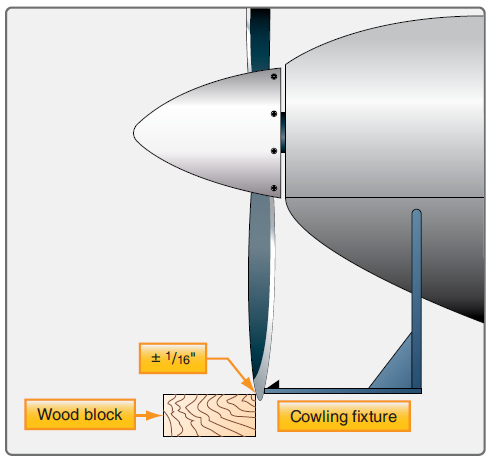 ± 1/16"
Wood block
Cowling fixture